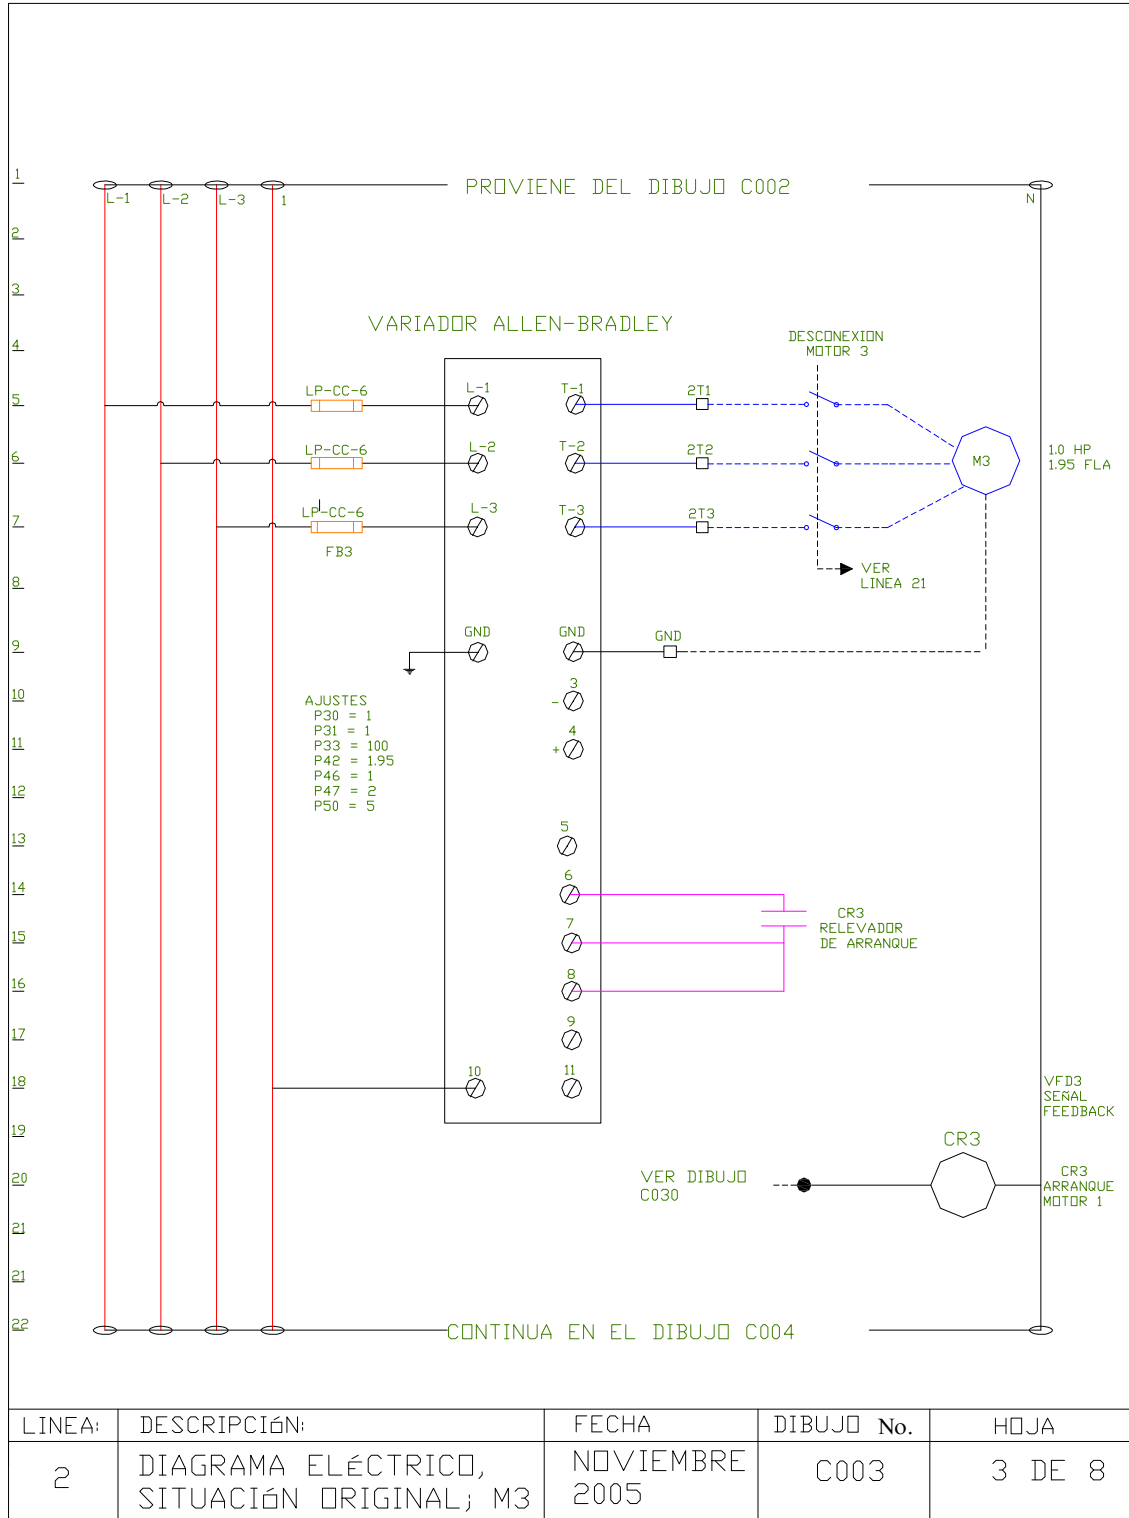 1
PROVIENE DEL DIBUJO C002
L-1
L-2
L-3
1
N
2
3
VARIADOR ALLEN-BRADLEY
4
DESCONEXION
MOTOR 3
5
LP-CC-6
L-1
T-1
2T1
6
LP-CC-6
L-2
T-2
2T2
M3
1.0 HP
1.95 FLA
7
LP-CC-6
L-3
T-3
2T3
FB3
8
VER
LINEA 21
9
GND
GND
GND
10
3
-
AJUSTES
P30 = 1
P31 = 1
P33 = 100
P42 = 1.95
P46 = 1
P47 = 2
P50 = 5
11
4
+
12
13
5
14
6
CR3
RELEVADOR
DE ARRANQUE
15
7
16
8
17
9
18
10
11
VFD3
SEÑAL
FEEDBACK
19
CR3
20
VER DIBUJO
C030
CR3
ARRANQUE
MOTOR 1
21
21
22
CONTINUA EN EL DIBUJO C004
LINEA:
DESCRIPCIóN:
FECHA
DIBUJO No.
HOJA
2
DIAGRAMA ELéCTRICO,
SITUACIóN ORIGINAL; M3
NOVIEMBRE
2005
C003
3 DE 8